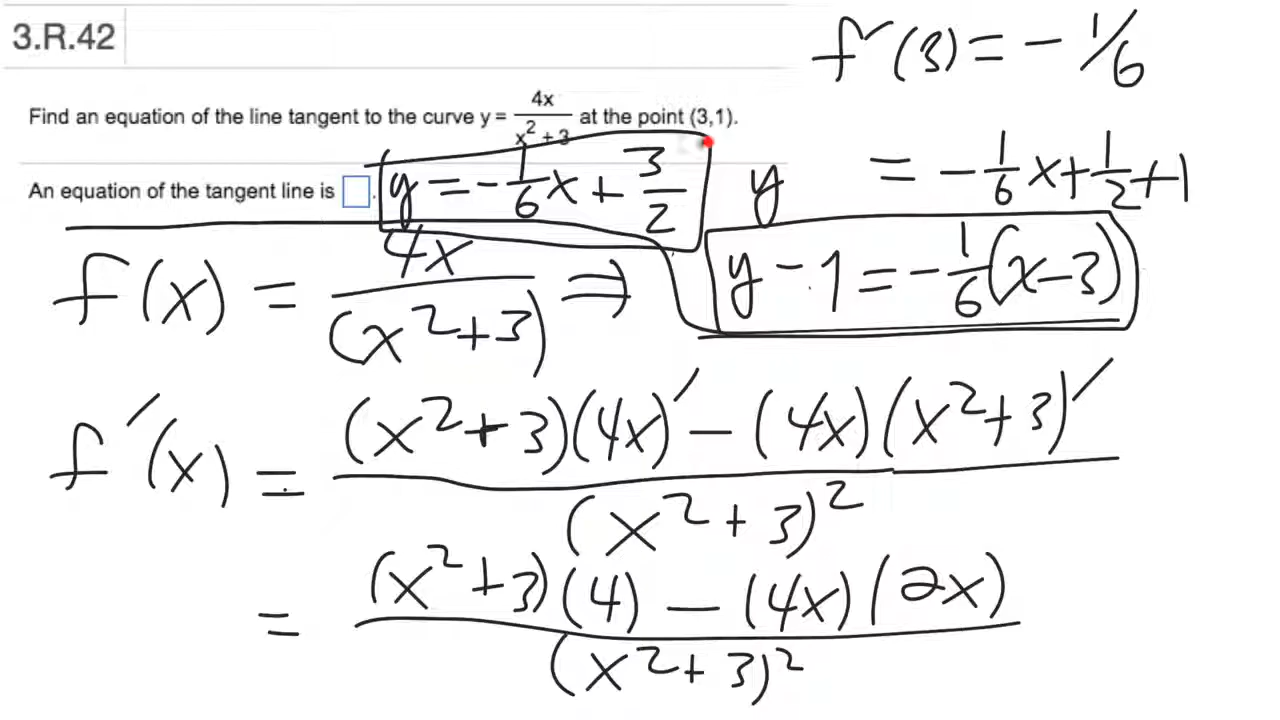 3.R.42
f'(3) = -1/6
Find an equation of the line tangent to the curve y = 4x/(x² + 3) at the point (3,1).
An equation of the tangent line is □.
y = -1/6 x + 3/2
y = -1/6 x + 1/2 + 1
y - 1 = -1/6 (x - 3)
f(x) = 4x/(x² + 3) ⇒
f'(x) = ((x² + 3)(4x)' - (4x)(x² + 3)')/(x² + 3)²
= ((x² + 3)(4) - (4x)(2x))/(x² + 3)²